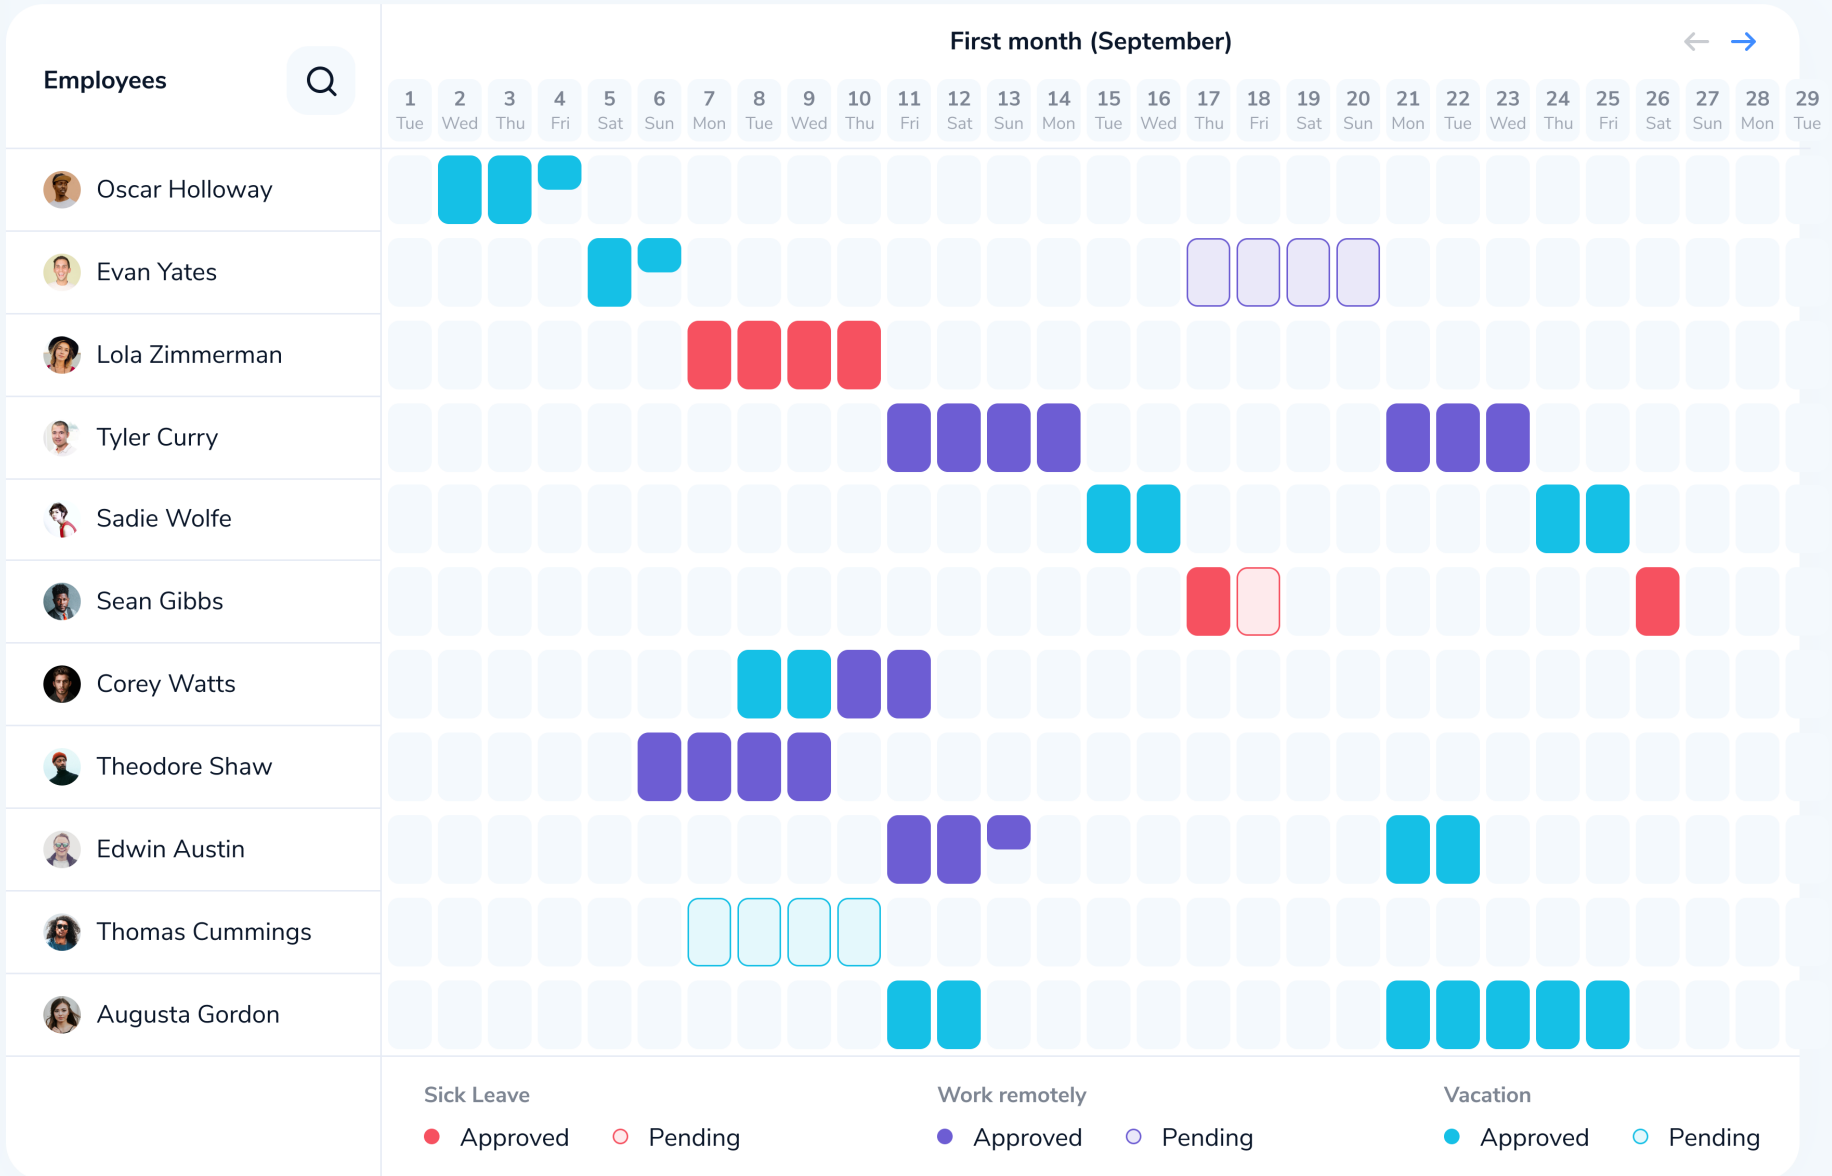 First month (September)
Employees
1 2 3 4 5 6 7 8 9 10 11 12 13 14 15 16 17 18 19 20 21 22 23 24 25 26 27 28 29
Tue Wed Thu Fri Sat Sun Mon Tue Wed Thu Fri Sat Sun Mon Tue Wed Thu Fri Sat Sun Mon Tue Wed Thu Fri Sat Sun Mon Tue
Oscar Holloway
Evan Yates
Lola Zimmerman
Tyler Curry
Sadie Wolfe
Sean Gibbs
Corey Watts
Theodore Shaw
Edwin Austin
Thomas Cummings
Augusta Gordon
Sick Leave Work remotely Vacation
Approved Pending Approved Pending Approved Pending